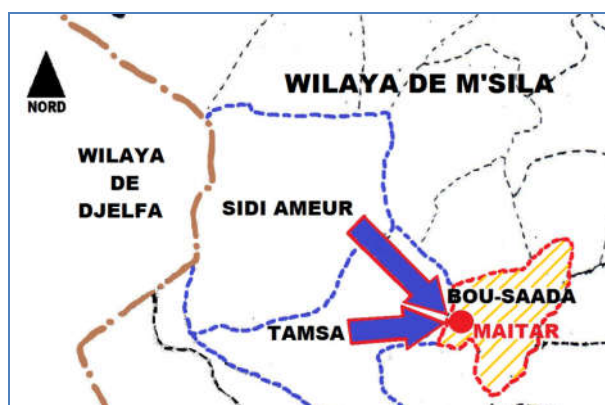 WILAYA DE M'SILA
NORD
WILAYA
DE
DJELFA
SIDI AMEUR
BOU-SAADA
TAMSA
MAITAR